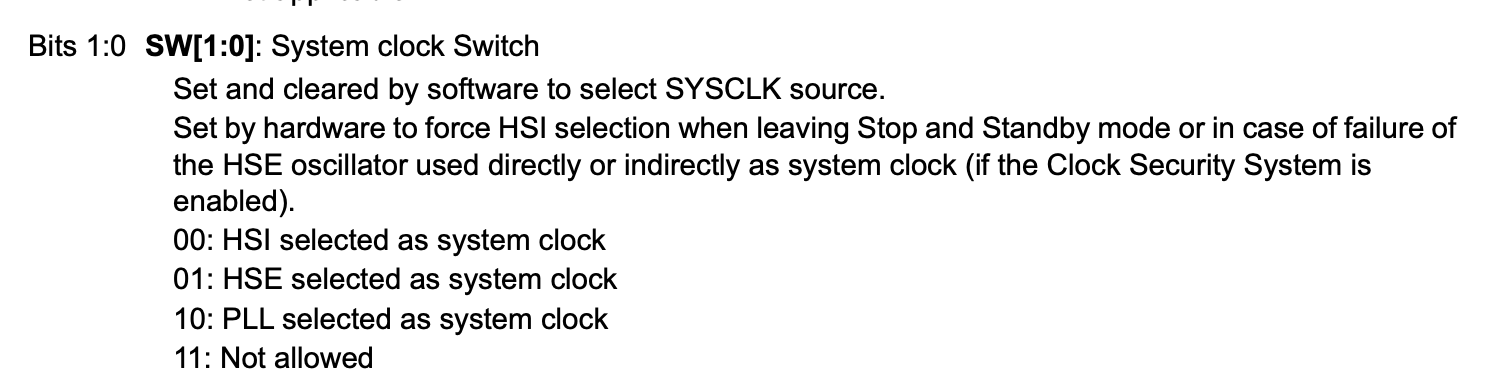 Bits 1:0 SW[1:0]: System clock Switch
Set and cleared by software to select SYSCLK source.
Set by hardware to force HSI selection when leaving Stop and Standby mode or in case of failure of
the HSE oscillator used directly or indirectly as system clock (if the Clock Security System is
enabled).
00: HSI selected as system clock
01: HSE selected as system clock
10: PLL selected as system clock
11: Not allowed